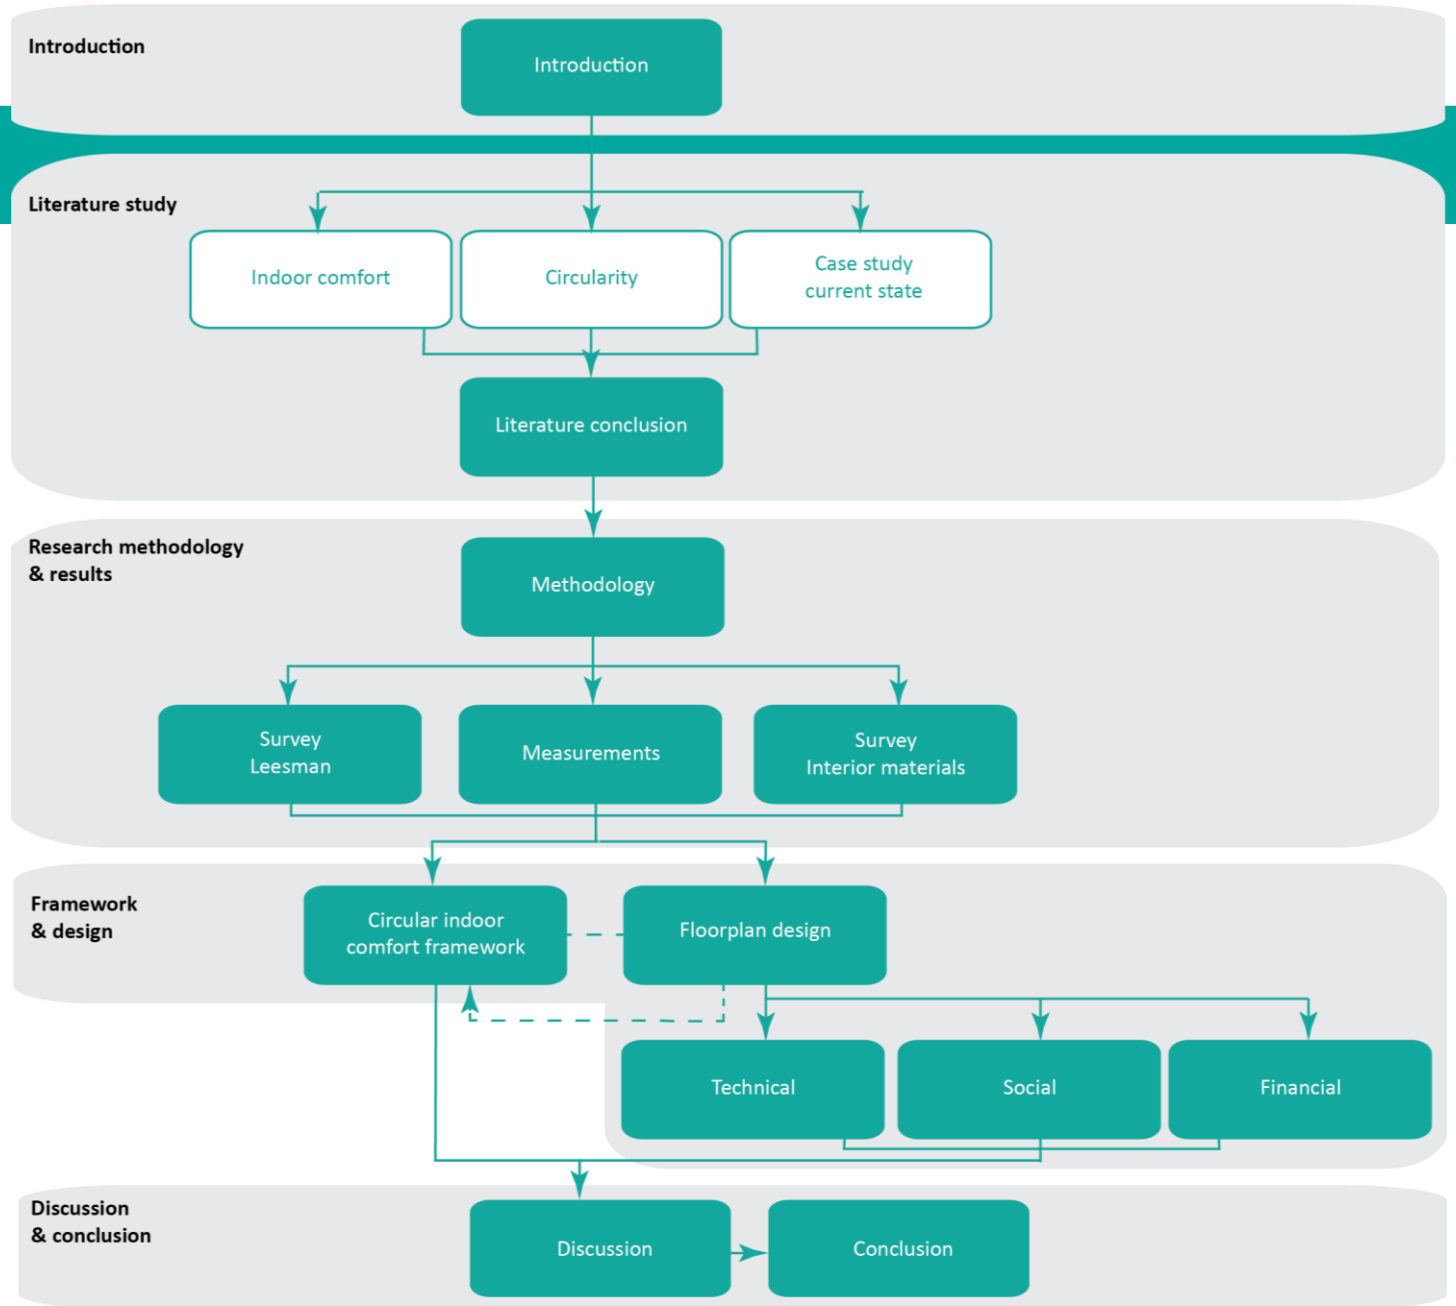 Introduction
Introduction
Literature study
Indoor comfort
Circularity
Case study
current state
Literature conclusion
Research methodology
& results
Methodology
Survey
Leesman
Measurements
Survey
Interior materials
Framework
& design
Circular indoor
comfort framework
Floorplan design
Technical
Social
Financial
Discussion
& conclusion
Discussion
Conclusion